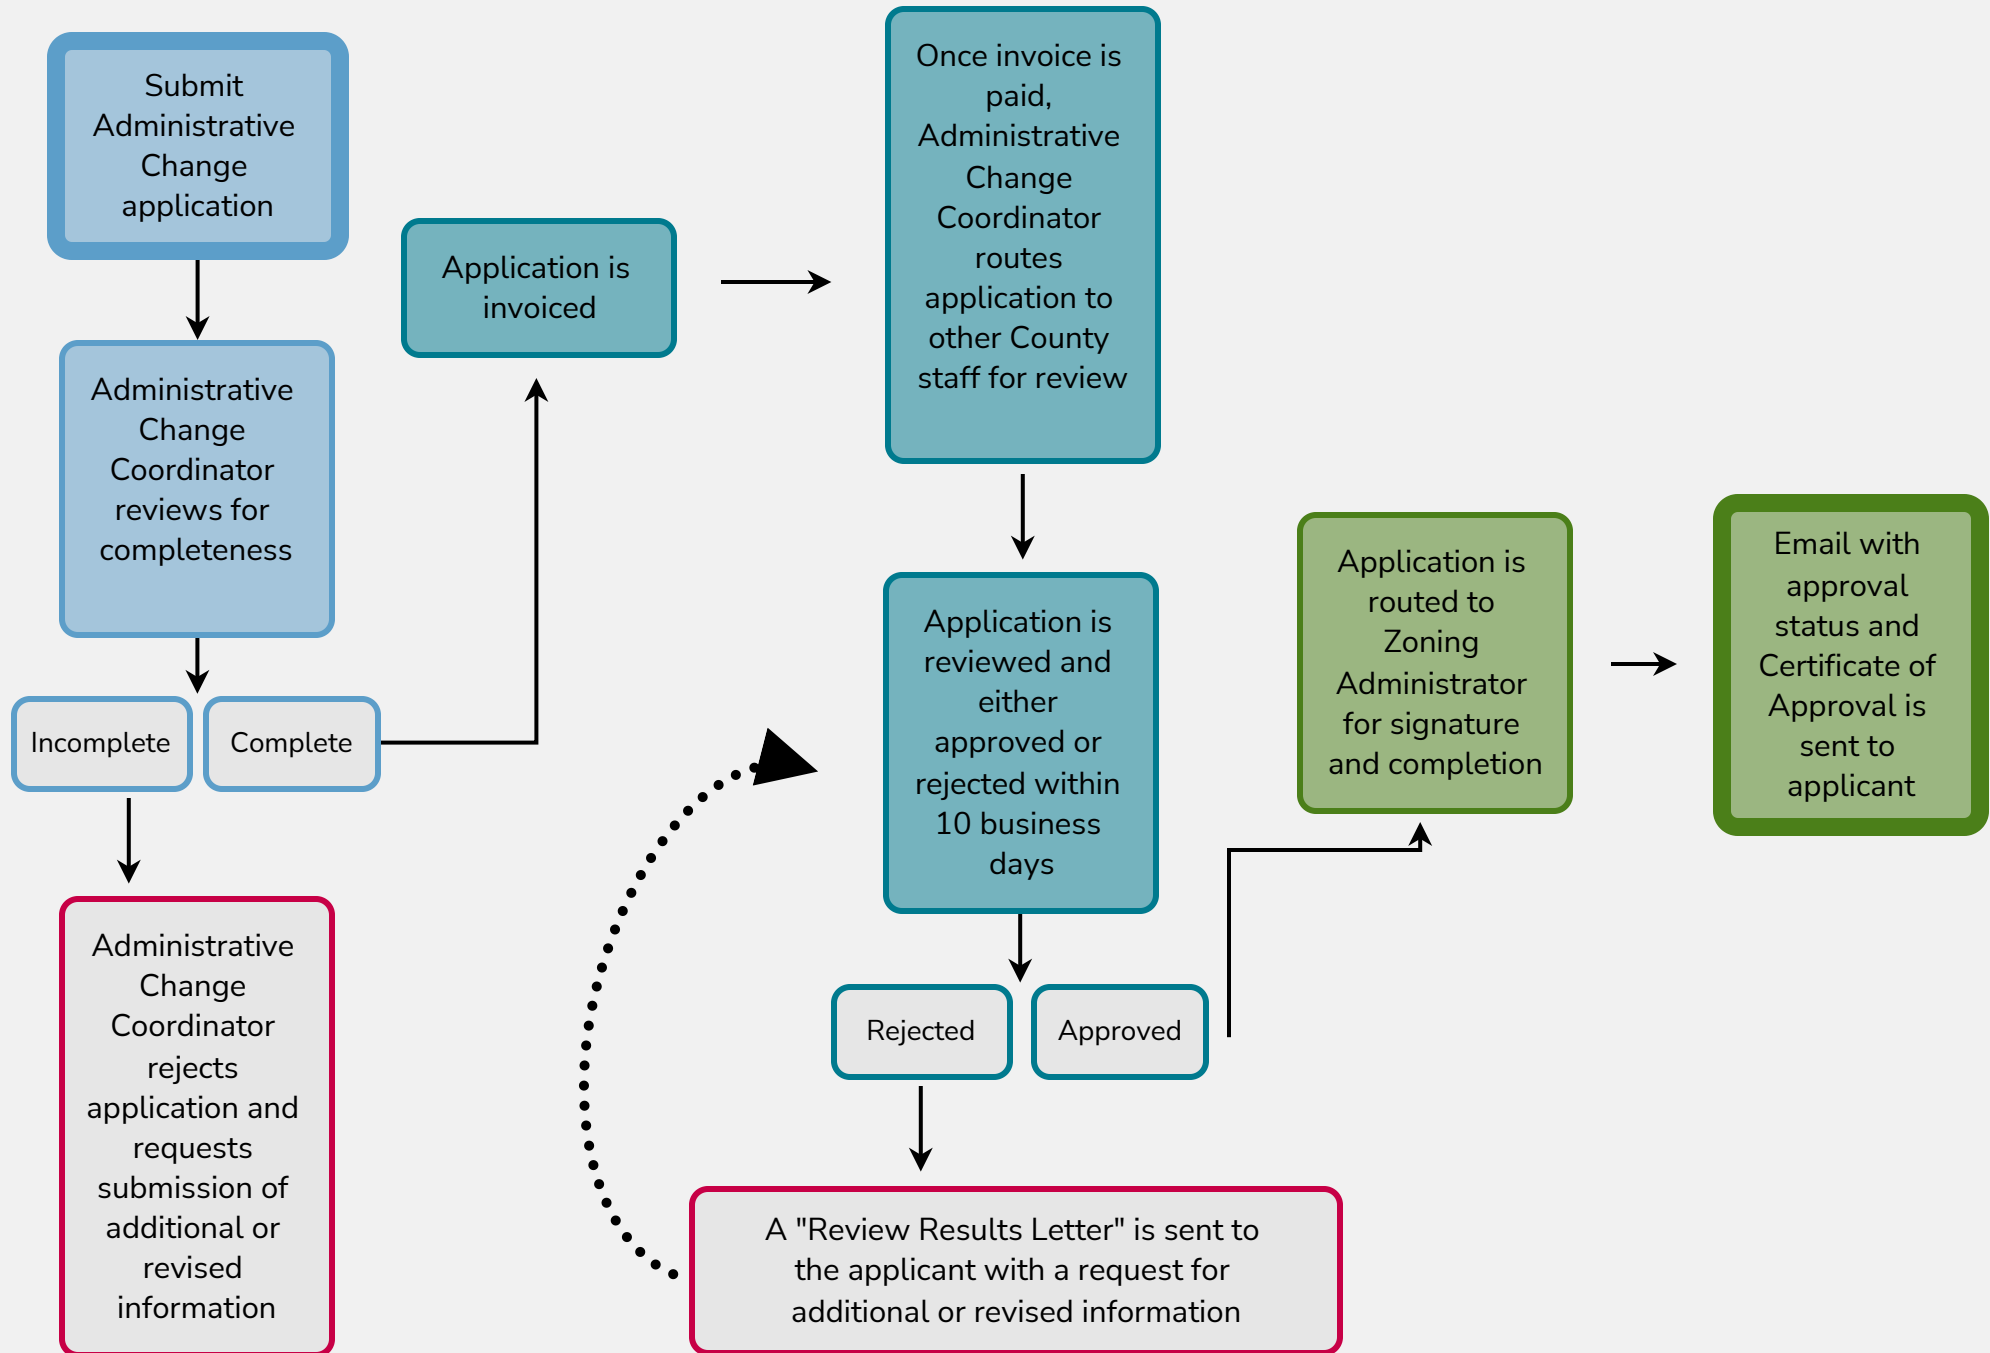 Submit
Administrative
Change
application
Administrative
Change
Coordinator
reviews for
completeness
Incomplete
Complete
Administrative
Change
Coordinator
rejects
application and
requests
submission of
additional or
revised
information
Application is
invoiced
Once invoice is
paid,
Administrative
Change
Coordinator
routes
application to
other County
staff for review
Application is
reviewed and
either
approved or
rejected within
10 business
days
Rejected
Approved
A "Review Results Letter" is sent to
the applicant with a request for
additional or revised information
Application is
routed to
Zoning
Administrator
for signature
and completion
Email with
approval
status and
Certificate of
Approval is
sent to
applicant